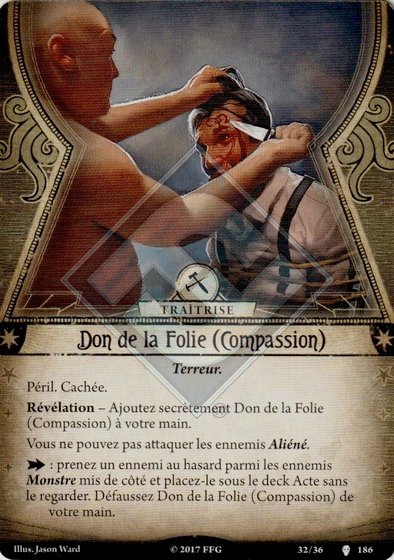 TRAÎTRISE
Don de la Folie (Compassion)
Terreur.
Péril. Cachée.
Révélation – Ajoutez secrètement Don de la Folie
(Compassion) à votre main.
Vous ne pouvez pas attaquer les ennemis Aliéné.
: prenez un ennemi au hasard parmi les ennemis
Monstre mis de côté et placez-le sous le deck Acte sans
le regarder. Défaussez Don de la Folie (Compassion) de
votre main.
Illus. Jason Ward © 2017 FFG 32/36 186